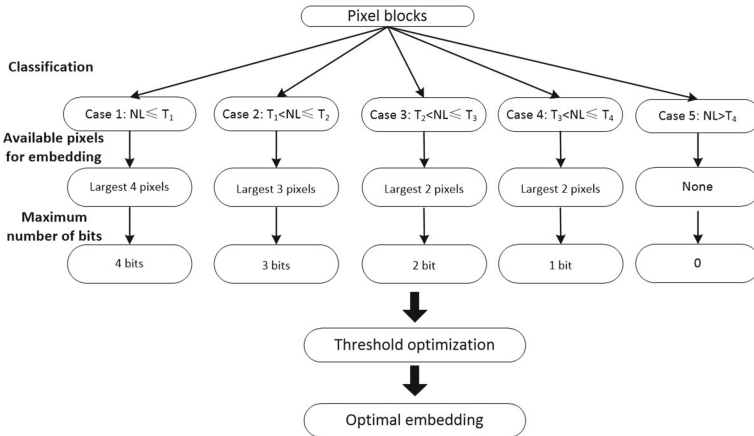 Pixel blocks
Classification
Case 1: NL≤ T₁
Case 2: T₁<NL≤ T₂
Case 3: T₂<NL≤ T₃
Case 4: T₃<NL≤ T₄
Case 5: NL>T₄
Available pixels
for embedding
Largest 4 pixels
Largest 3 pixels
Largest 2 pixels
Largest 2 pixels
None
Maximum
number of bits
4 bits
3 bits
2 bit
1 bit
0
Threshold optimization
Optimal embedding